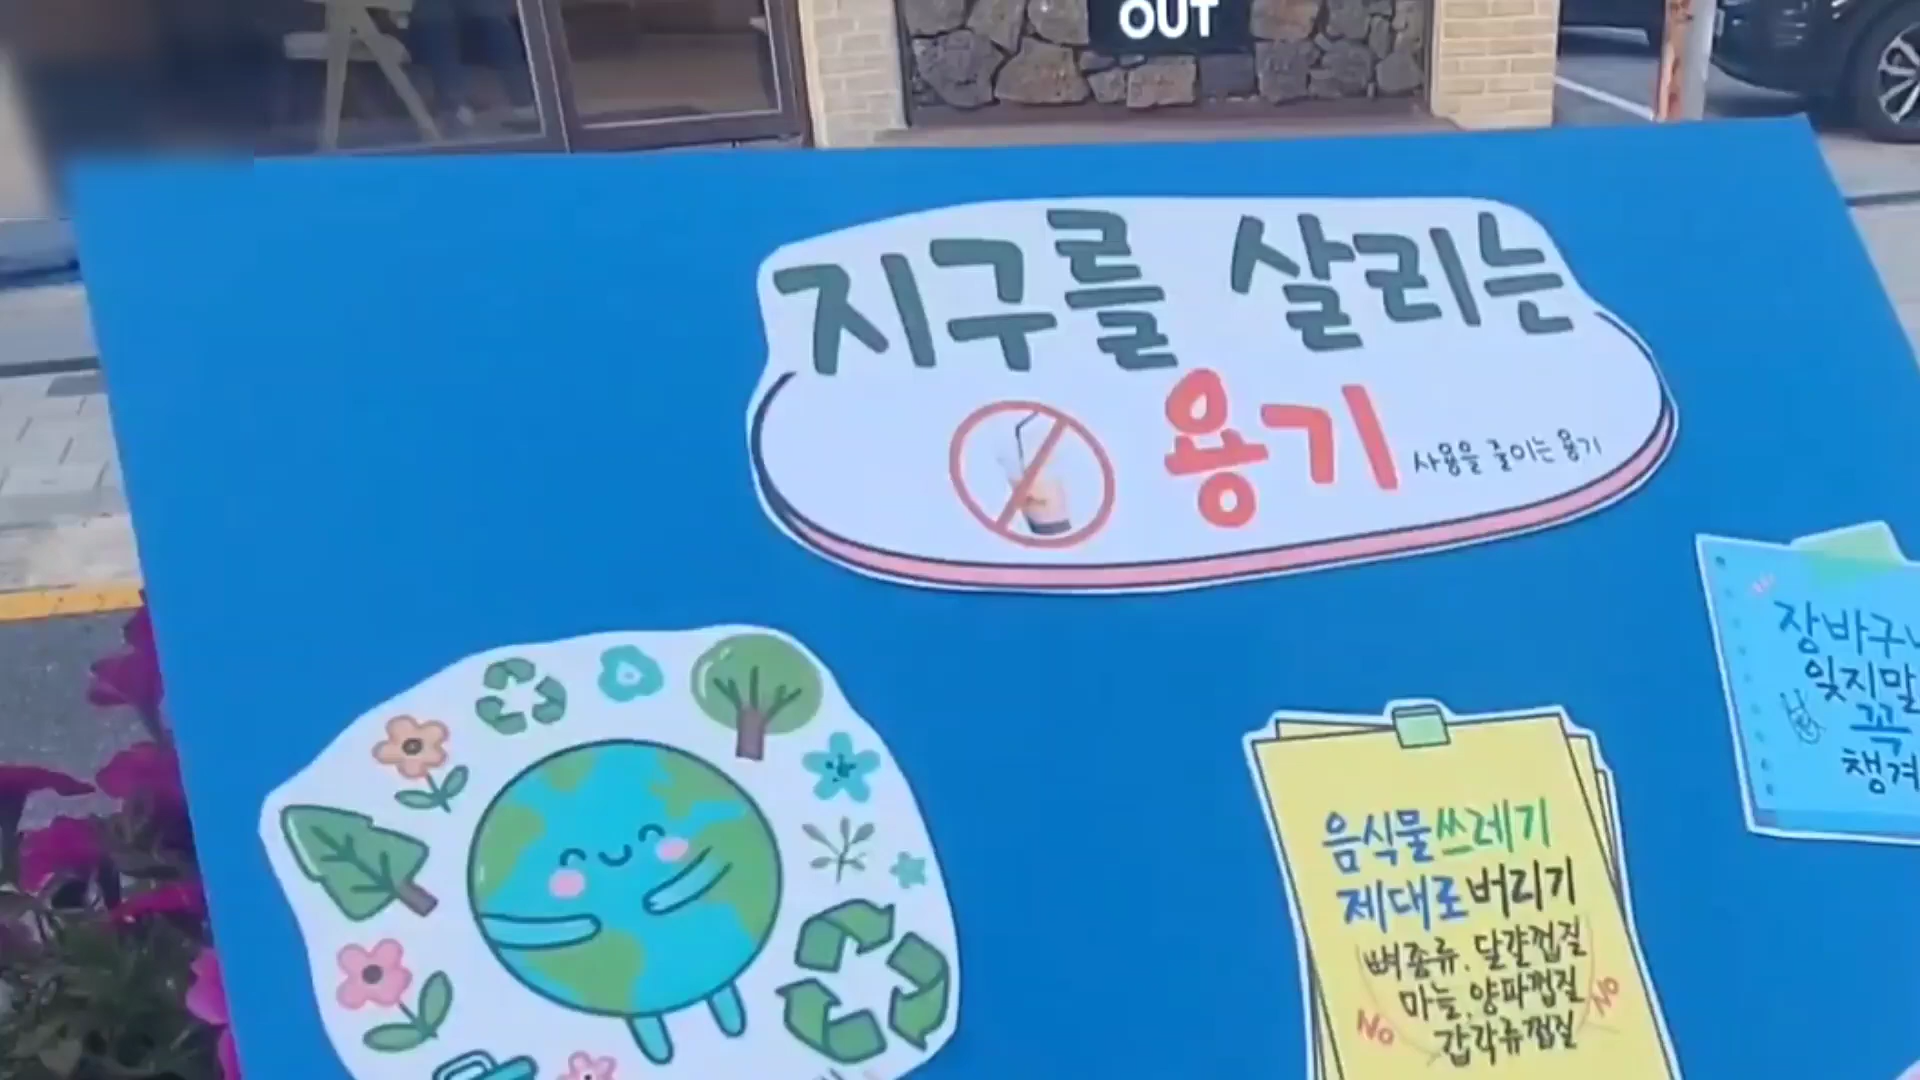 OUT
지구를 살리는
용기 사용을 줄이는 용기
장바구니
잊지말
꼭
챙겨
음식물쓰레기
제대로버리기
뼈종류. 달걀껍질
마늘.양파껍질
갑각류껍질
No
No